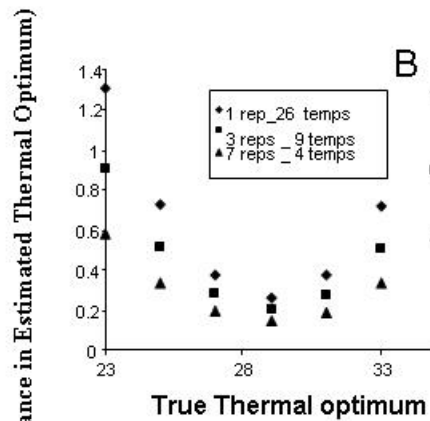 B
ance in Estimated Thermal Optimum)
1.4
1.2
1
0.8
0.6
0.4
0.2
0
1 rep_26 temps
3 reps _ 9 temps
7 reps _ 4 temps
23
28
33
True Thermal optimum